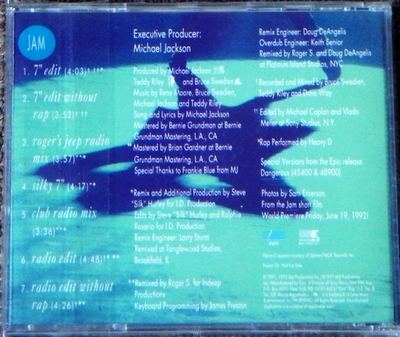 JAM
1. 7" edit (4:03)† ††
2. 7" edit without
rap (3:52)† ††
3. roger's jeep radio
mix (3:57)**
4. silky 7" (4:17)*
5. club radio mix
(3:36)**
6. radio edit (4:48)
7. radio edit without
rap (4:26)
Executive Producer:
Michael Jackson
Produced by Michael Jackson
Teddy Riley and Bruce Swedien
Music by Rene Moore, Bruce Swedien,
Michael Jackson and Teddy Riley
Song and Lyrics by Michael Jackson
Mastered by Bernie Grundman at Bernie
Grundman Mastering, L.A., CA
Mastered by Brian Gardner at Bernie
Grundman Mastering, L.A., CA
Special Thanks to Frankie Blue from MJ
*Remix and Additional Production by Steve
"Silk" Hurley for I.D. Production
Edits by Steve "Silk" Hurley and Ralphie
Rosario for I.D. Production
Remix Engineer: Larry Sturm
Remixed at Tanglewood Studios,
Brookfield, IL
**Remixed by Roger S. for Indeep
Productions
Keyboard Programming by James Preston
Remix Engineer: Doug DeAngelis
Overdub Engineer: Keith Senior
Remixed by Roger S. and Doug DeAngelis
at Platinum Island Studios, NYC
†Recorded and Mixed by Bruce Swedien,
Teddy Riley and Dave Way
††Edited by Michael Caplan and Vlado
Meller at Sony Studios, N.Y.
Rap Performed by Heavy D
Special Versions from the Epic release
Dangerous (45400 & 48900)
Photos by Sam Emerson
From the Jam short film
World-Premiere Friday, June 19, 1992)